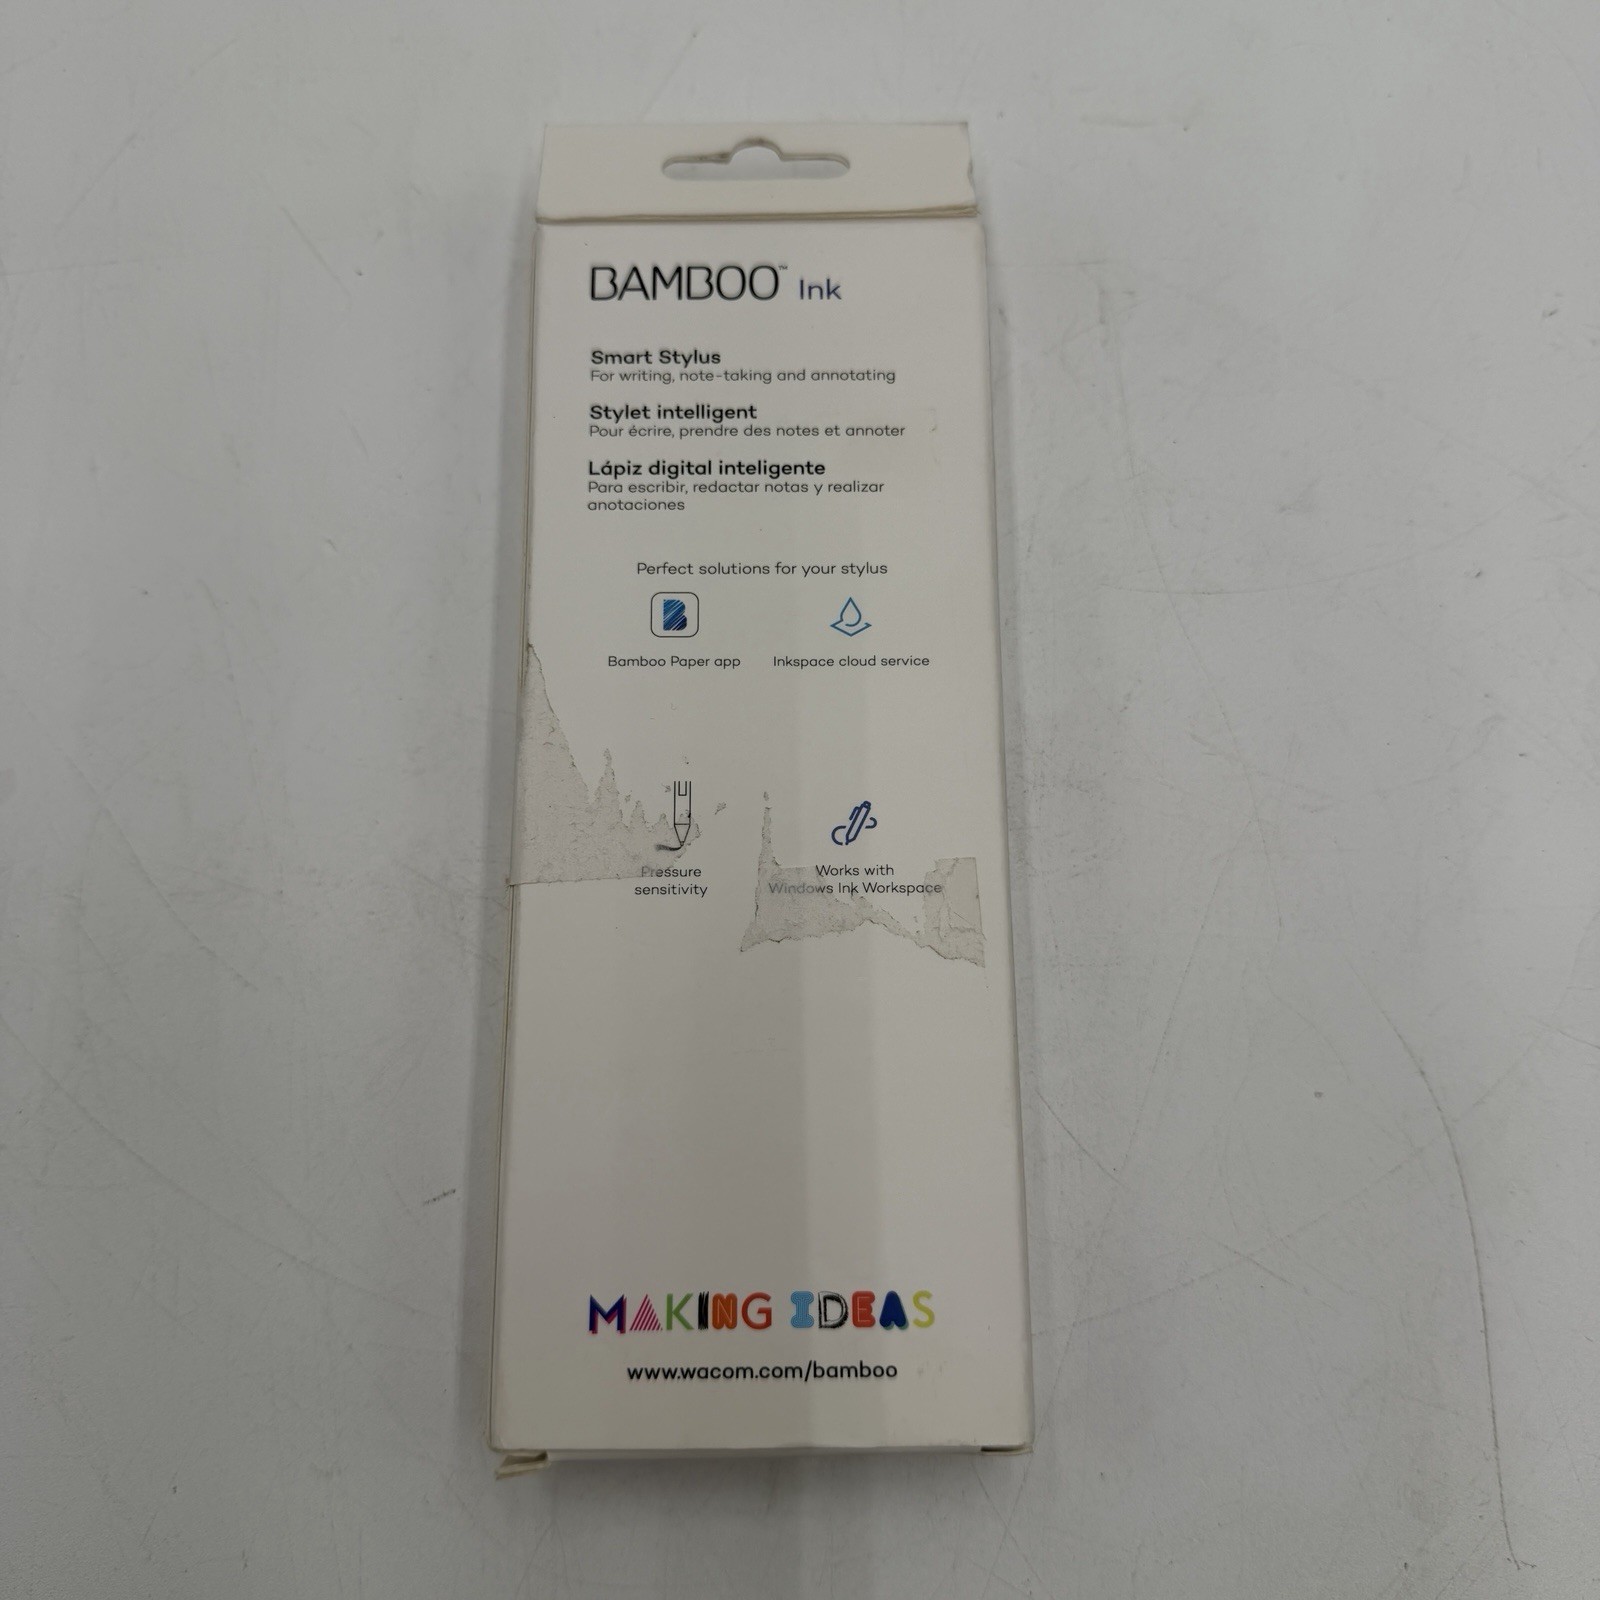 BAMBOO™ Ink
Smart Stylus
For writing, note-taking and annotating
Stylet intelligent
Pour écrire, prendre des notes et annoter
Lápiz digital inteligente
Para escribir, redactar notas y realizar
anotaciones
Perfect solutions for your stylus
Bamboo Paper app
Inkspace cloud service
Pressure
sensitivity
Works with
Windows Ink Workspace
MAKING IDEAS
www.wacom.com/bamboo